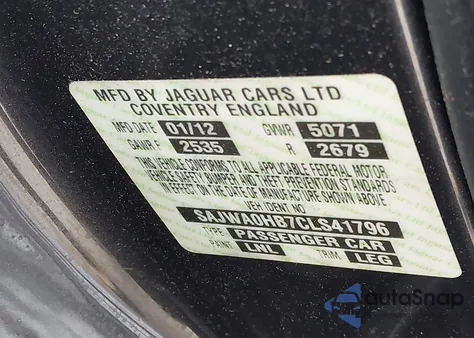 MFD BY JAGUAR CARS LTD
COVENTRY ENGLAND
MFD DATE 01/12 GVWR 5071
GAWR F 2535 R 2679
THIS VEHICLE CONFORMS TO ALL APPLICABLE FEDERAL MOTOR
VEHICLE SAFETY BUMPER AND THEFT PREVENTION STANDARDS
IN EFFECT ON THE DATE OF MANUFACTURE SHOWN ABOVE
VEH IDENT NO
SAJWA0HB7CLS41796
TYPE PASSENGER CAR
PAINT LNL TRIM LEG
autoSnap